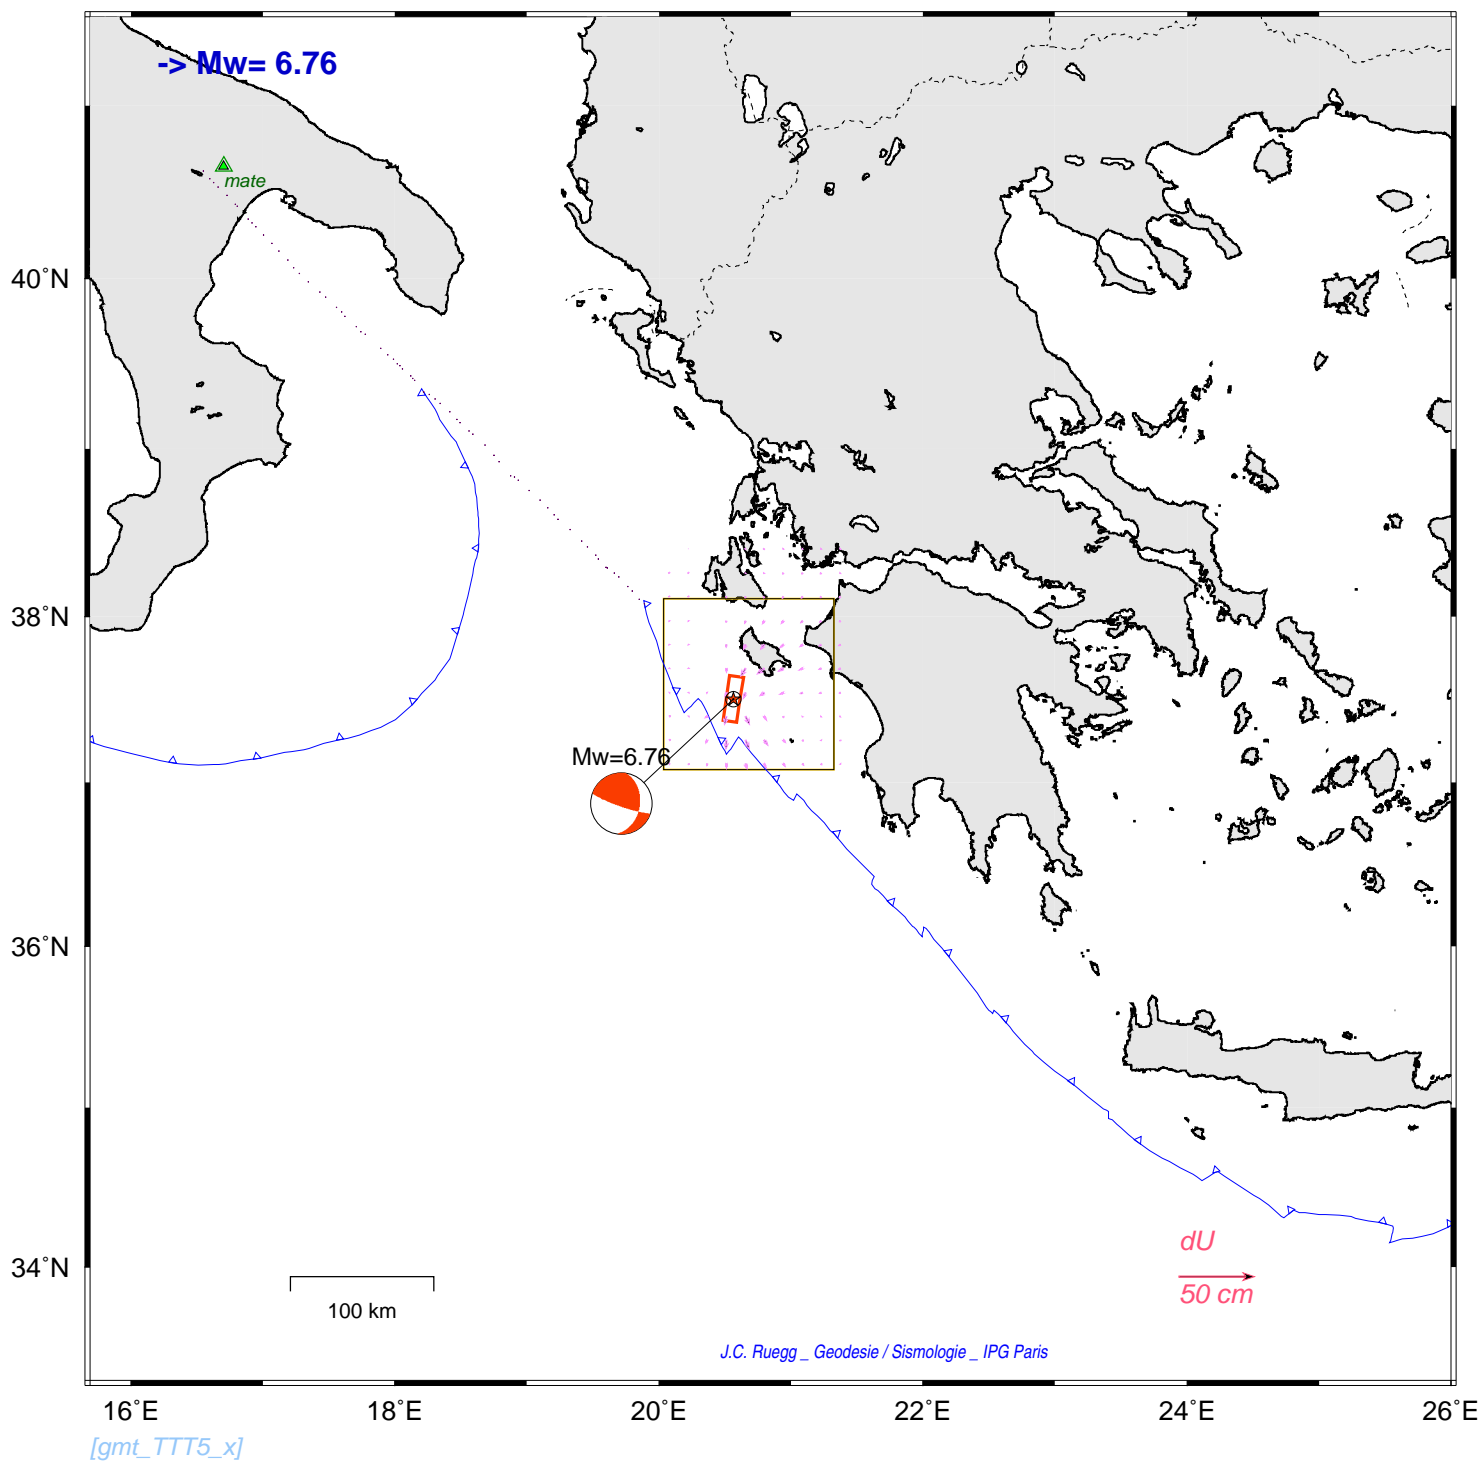 -> Mw= 6.76
mate
40˚N
38˚N
Mw=6.76
36˚N
dU
34˚N
50 cm
100 km
J.C. Ruegg _ Geodesie / Sismologie _ IPG Paris
16˚E 18˚E 20˚E 22˚E 24˚E 26˚E
[gmt_TTT5_x]